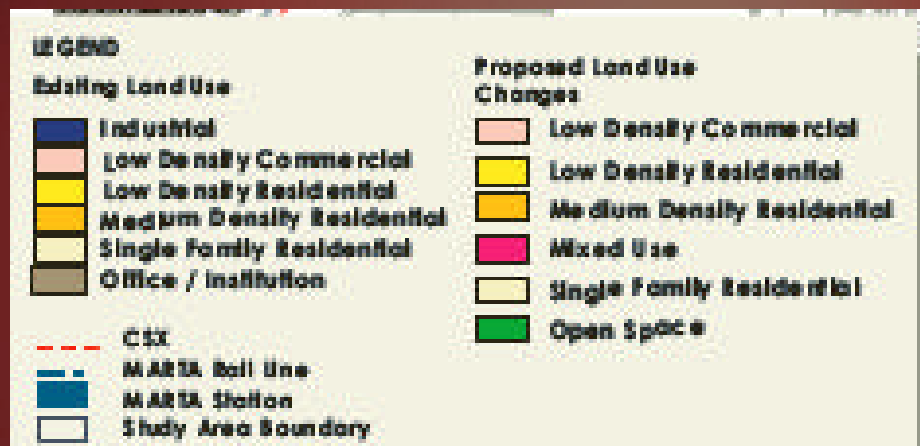 LEGEND
Existing Land Use
Industrial
Low Density Commercial
Low Density Residential
Medium Density Residential
Single Family Residential
Office / Institution
CSX
MARTA Rail Line
MARTA Station
Study Area Boundary
Proposed Land Use
Changes
Low Density Commercial
Low Density Residential
Medium Density Residential
Mixed Use
Single Family Residential
Open Space